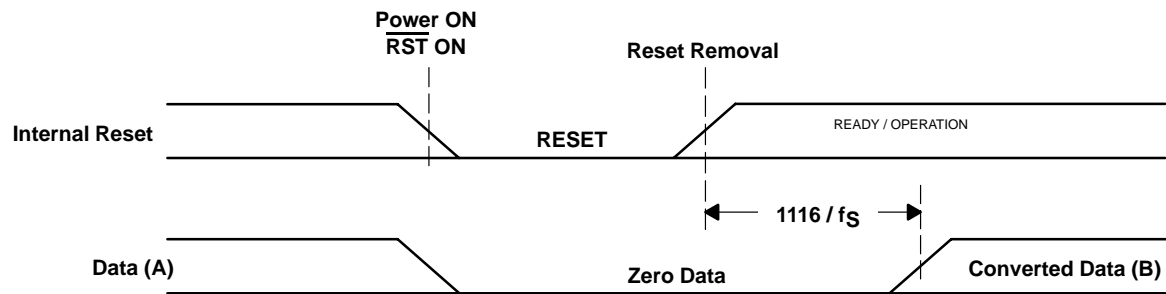 Power ON
RST ON
Reset Removal
Internal Reset
RESET
READY / OPERATION
1116 / fS
Data (A)
Zero Data
Converted Data (B)